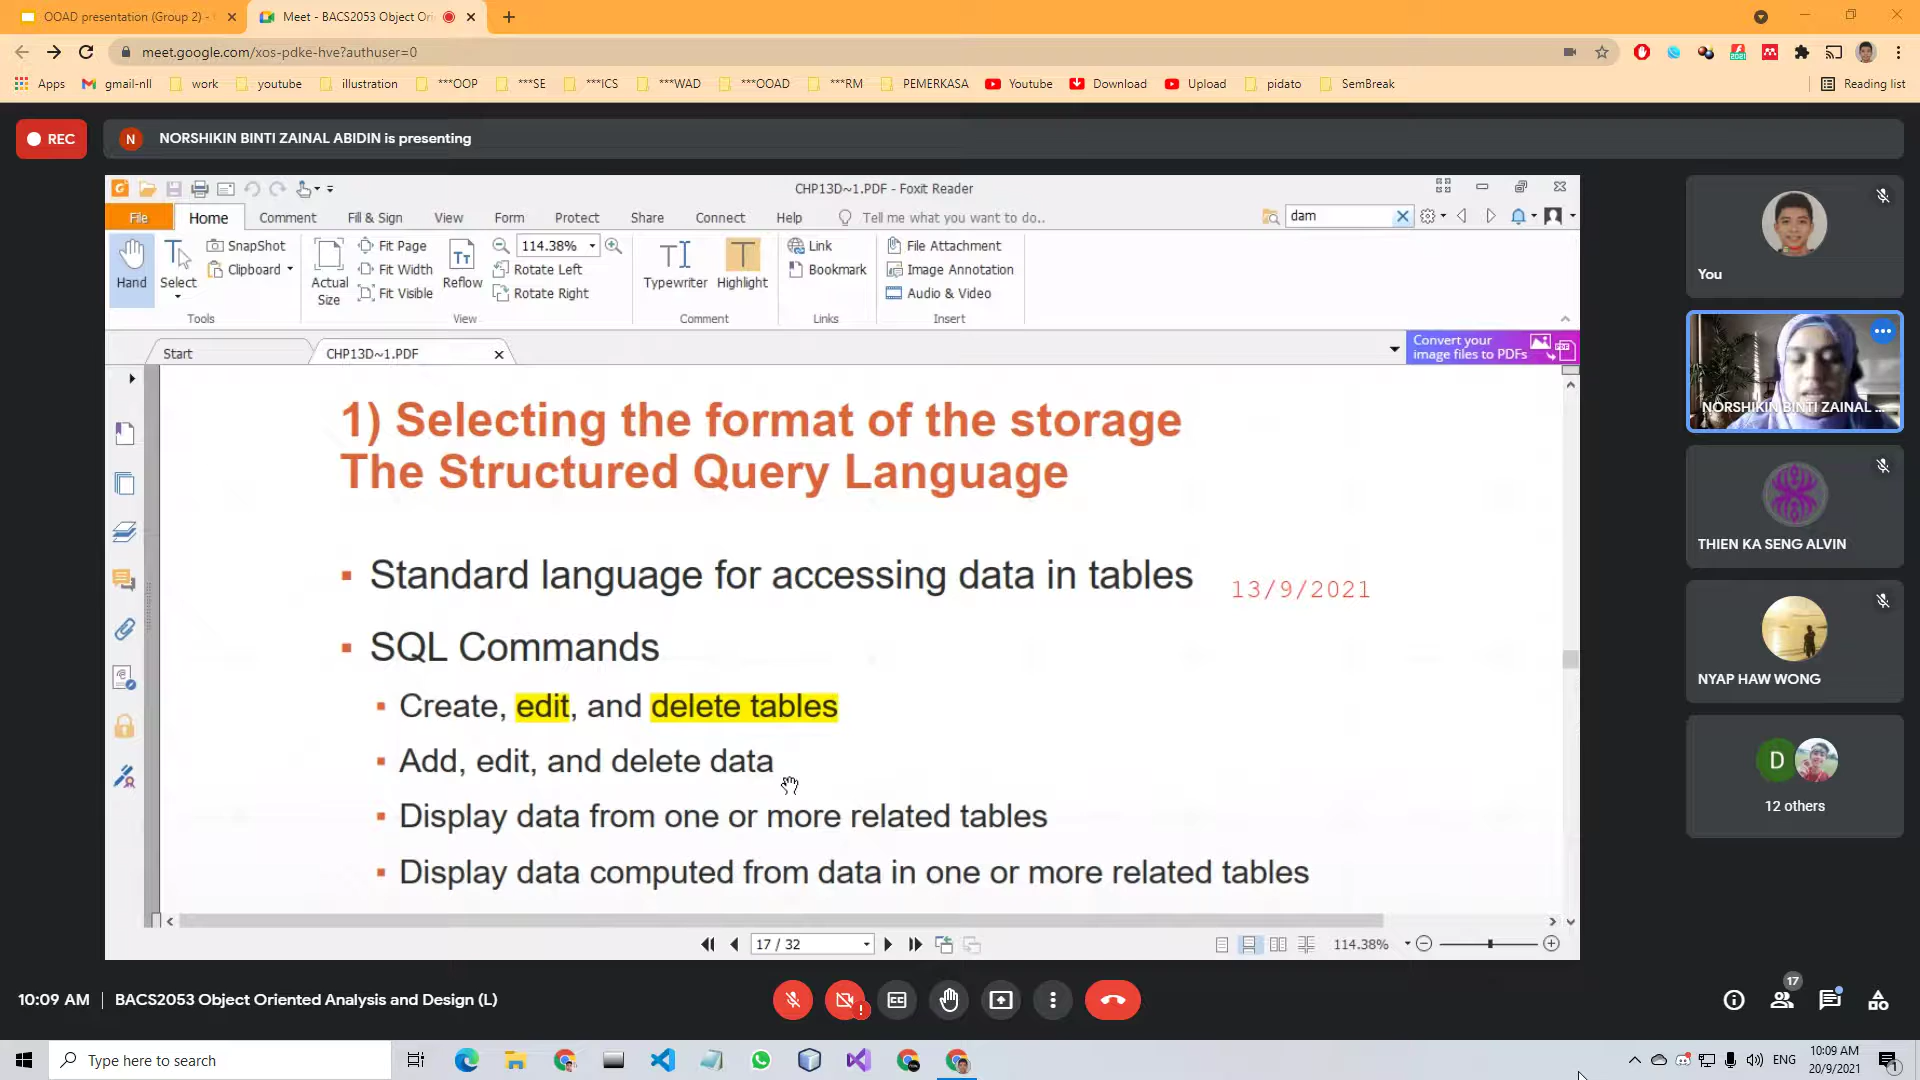 OOAD presentation (Group 2) -
Meet - BACS2053 Object Ori
meet.google.com/xos-pdke-hve?authuser=0
Apps gmail-nll work youtube illustration ***OOP ***SE ***ICS ***WAD ***OOAD ***RM PEMERKASA Youtube Download Upload pidato SemBreak Reading list
REC
N NORSHIKIN BINTI ZAINAL ABIDIN is presenting
CHP13D~1.PDF - Foxit Reader
File Home Comment Fill & Sign View Form Protect Share Connect Help Tell me what you want to do.. dam
Hand
Select
SnapShot
Clipboard
Tools
Actual
Size
Fit Page
Fit Width
Fit Visible
Reflow
114.38%
Rotate Left
Rotate Right
View
Typewriter
Highlight
Comment
Link
Bookmark
Links
File Attachment
Image Annotation
Audio & Video
Insert
Start CHP13D~1.PDF
Convert your
image files to PDFs
1) Selecting the format of the storage
The Structured Query Language
Standard language for accessing data in tables
13/9/2021
SQL Commands
Create, edit, and delete tables
Add, edit, and delete data
Display data from one or more related tables
Display data computed from data in one or more related tables
17 / 32
114.38%
You
NORSHIKIN BINTI ZAINAL ...
THIEN KA SENG ALVIN
NYAP HAW WONG
D
12 others
10:09 AM | BACS2053 Object Oriented Analysis and Design (L)
17
Type here to search
ENG
10:09 AM
20/9/2021
1